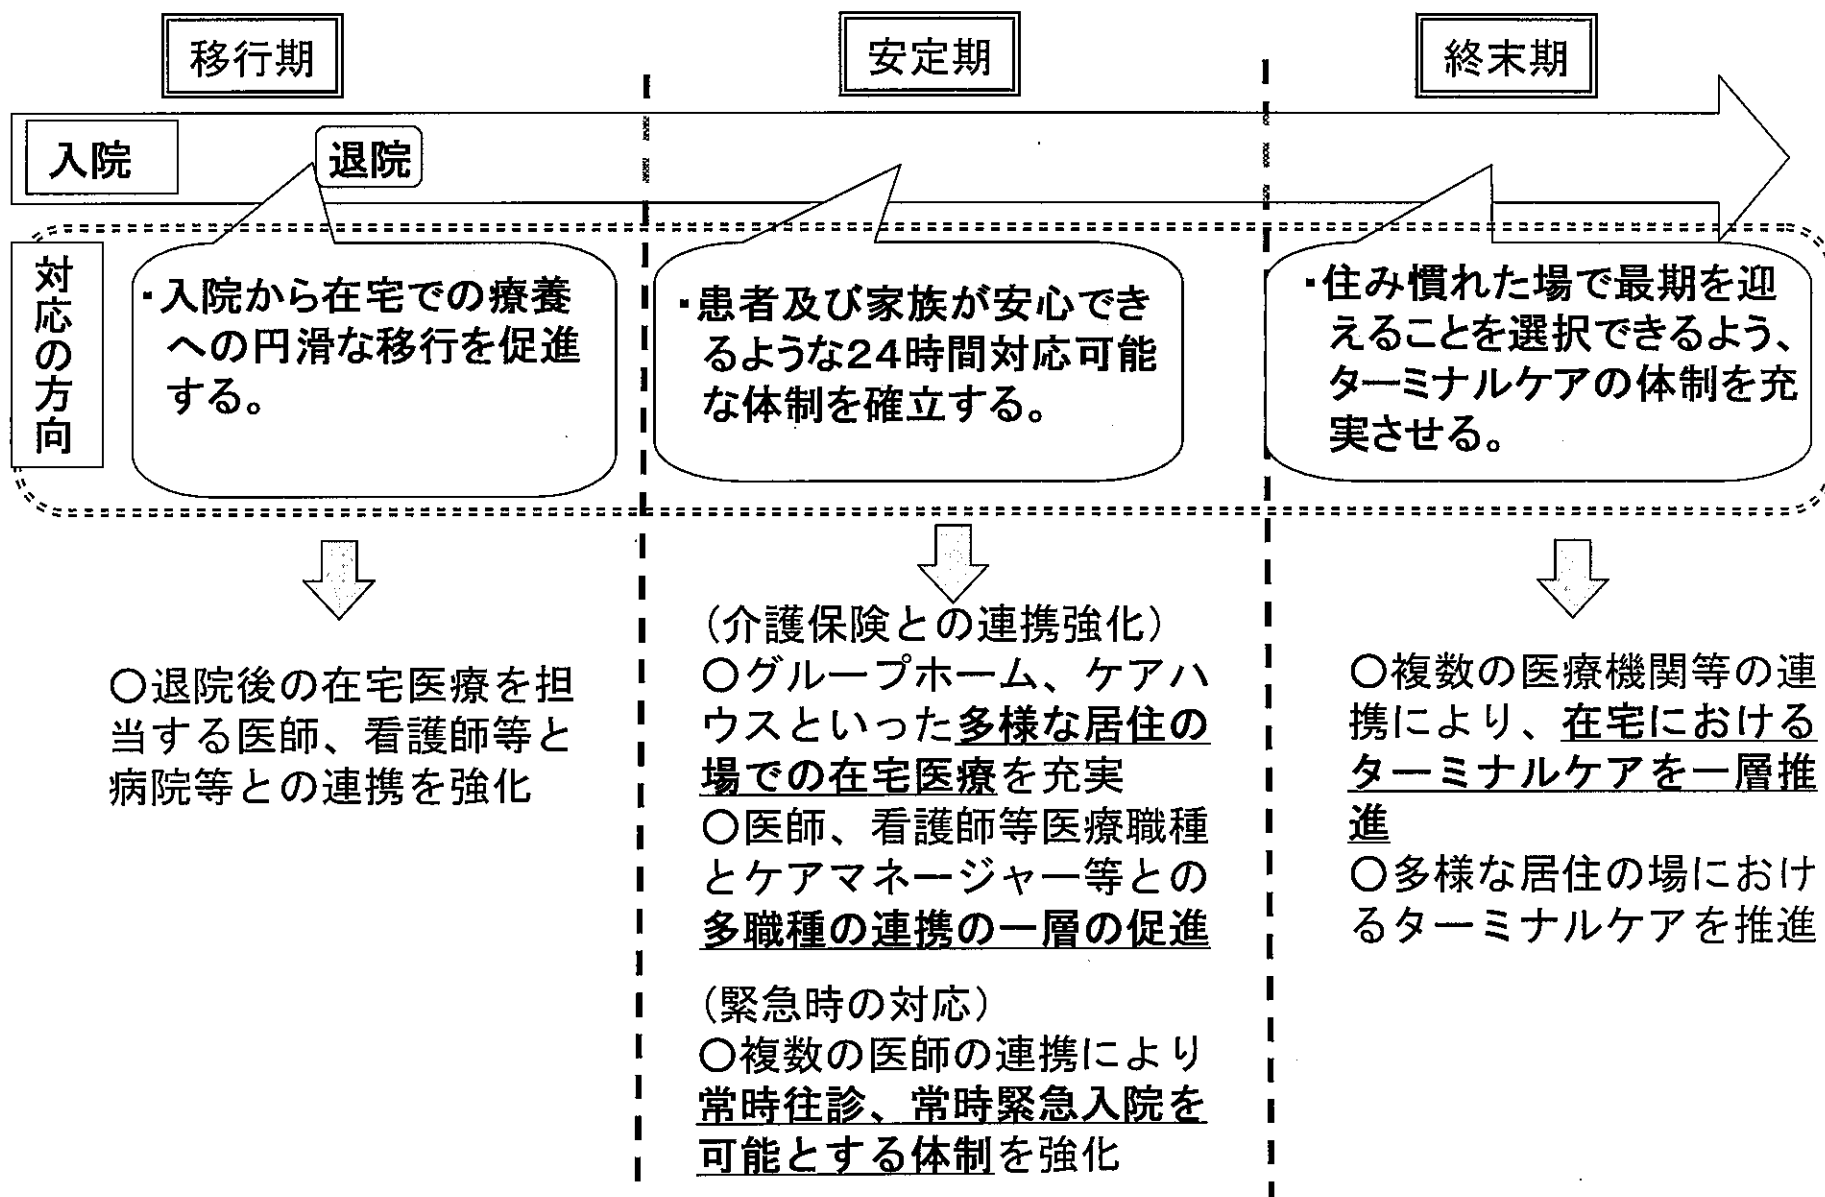 移行期
安定期
終末期
入院
退院
対応の方向
・入院から在宅での療養
への円滑な移行を促進
する。
・患者及び家族が安心でき
るような24時間対応可能
な体制を確立する。
・住み慣れた場で最期を迎
えることを選択できるよう、
ターミナルケアの体制を充
実させる。
○退院後の在宅医療を担
当する医師、看護師等と
病院等との連携を強化
(介護保険との連携強化)
○グループホーム、ケアハ
ウスといった多様な居住の
場での在宅医療を充実
○医師、看護師等医療職種
とケアマネージャー等との
多職種の連携の一層の促進
(緊急時の対応)
○複数の医師の連携により
常時往診、常時緊急入院を
可能とする体制を強化
○複数の医療機関等の連
携により、在宅における
ターミナルケアを一層推
進
○多様な居住の場におけ
るターミナルケアを推進